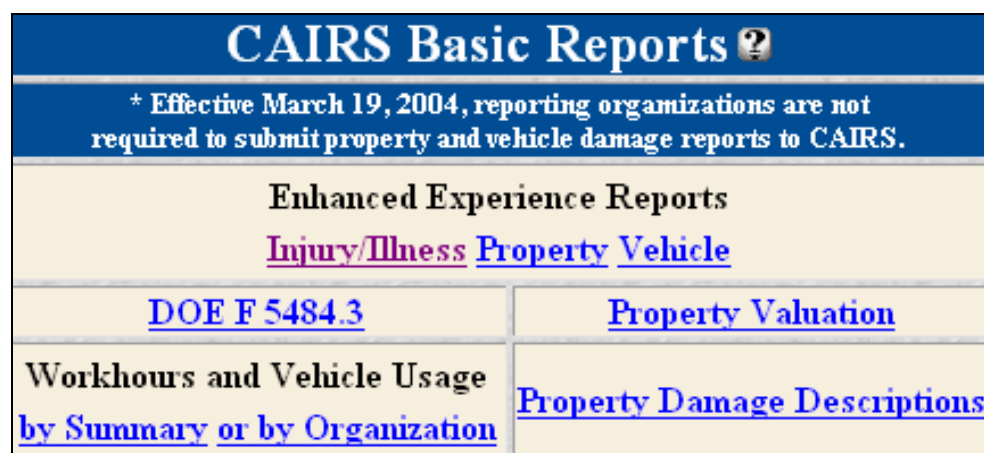 CAIRS Basic Reports ?
* Effective March 19, 2004, reporting orgamizations are not
required to submit property and vehicle damage reports to CAIRS.
Enhanced Experience Reports
Injury/Illness Property Vehicle
DOE F 5484.3
Property Valuation
Workhours and Vehicle Usage
by Summary or by Organization
Property Damage Descriptions